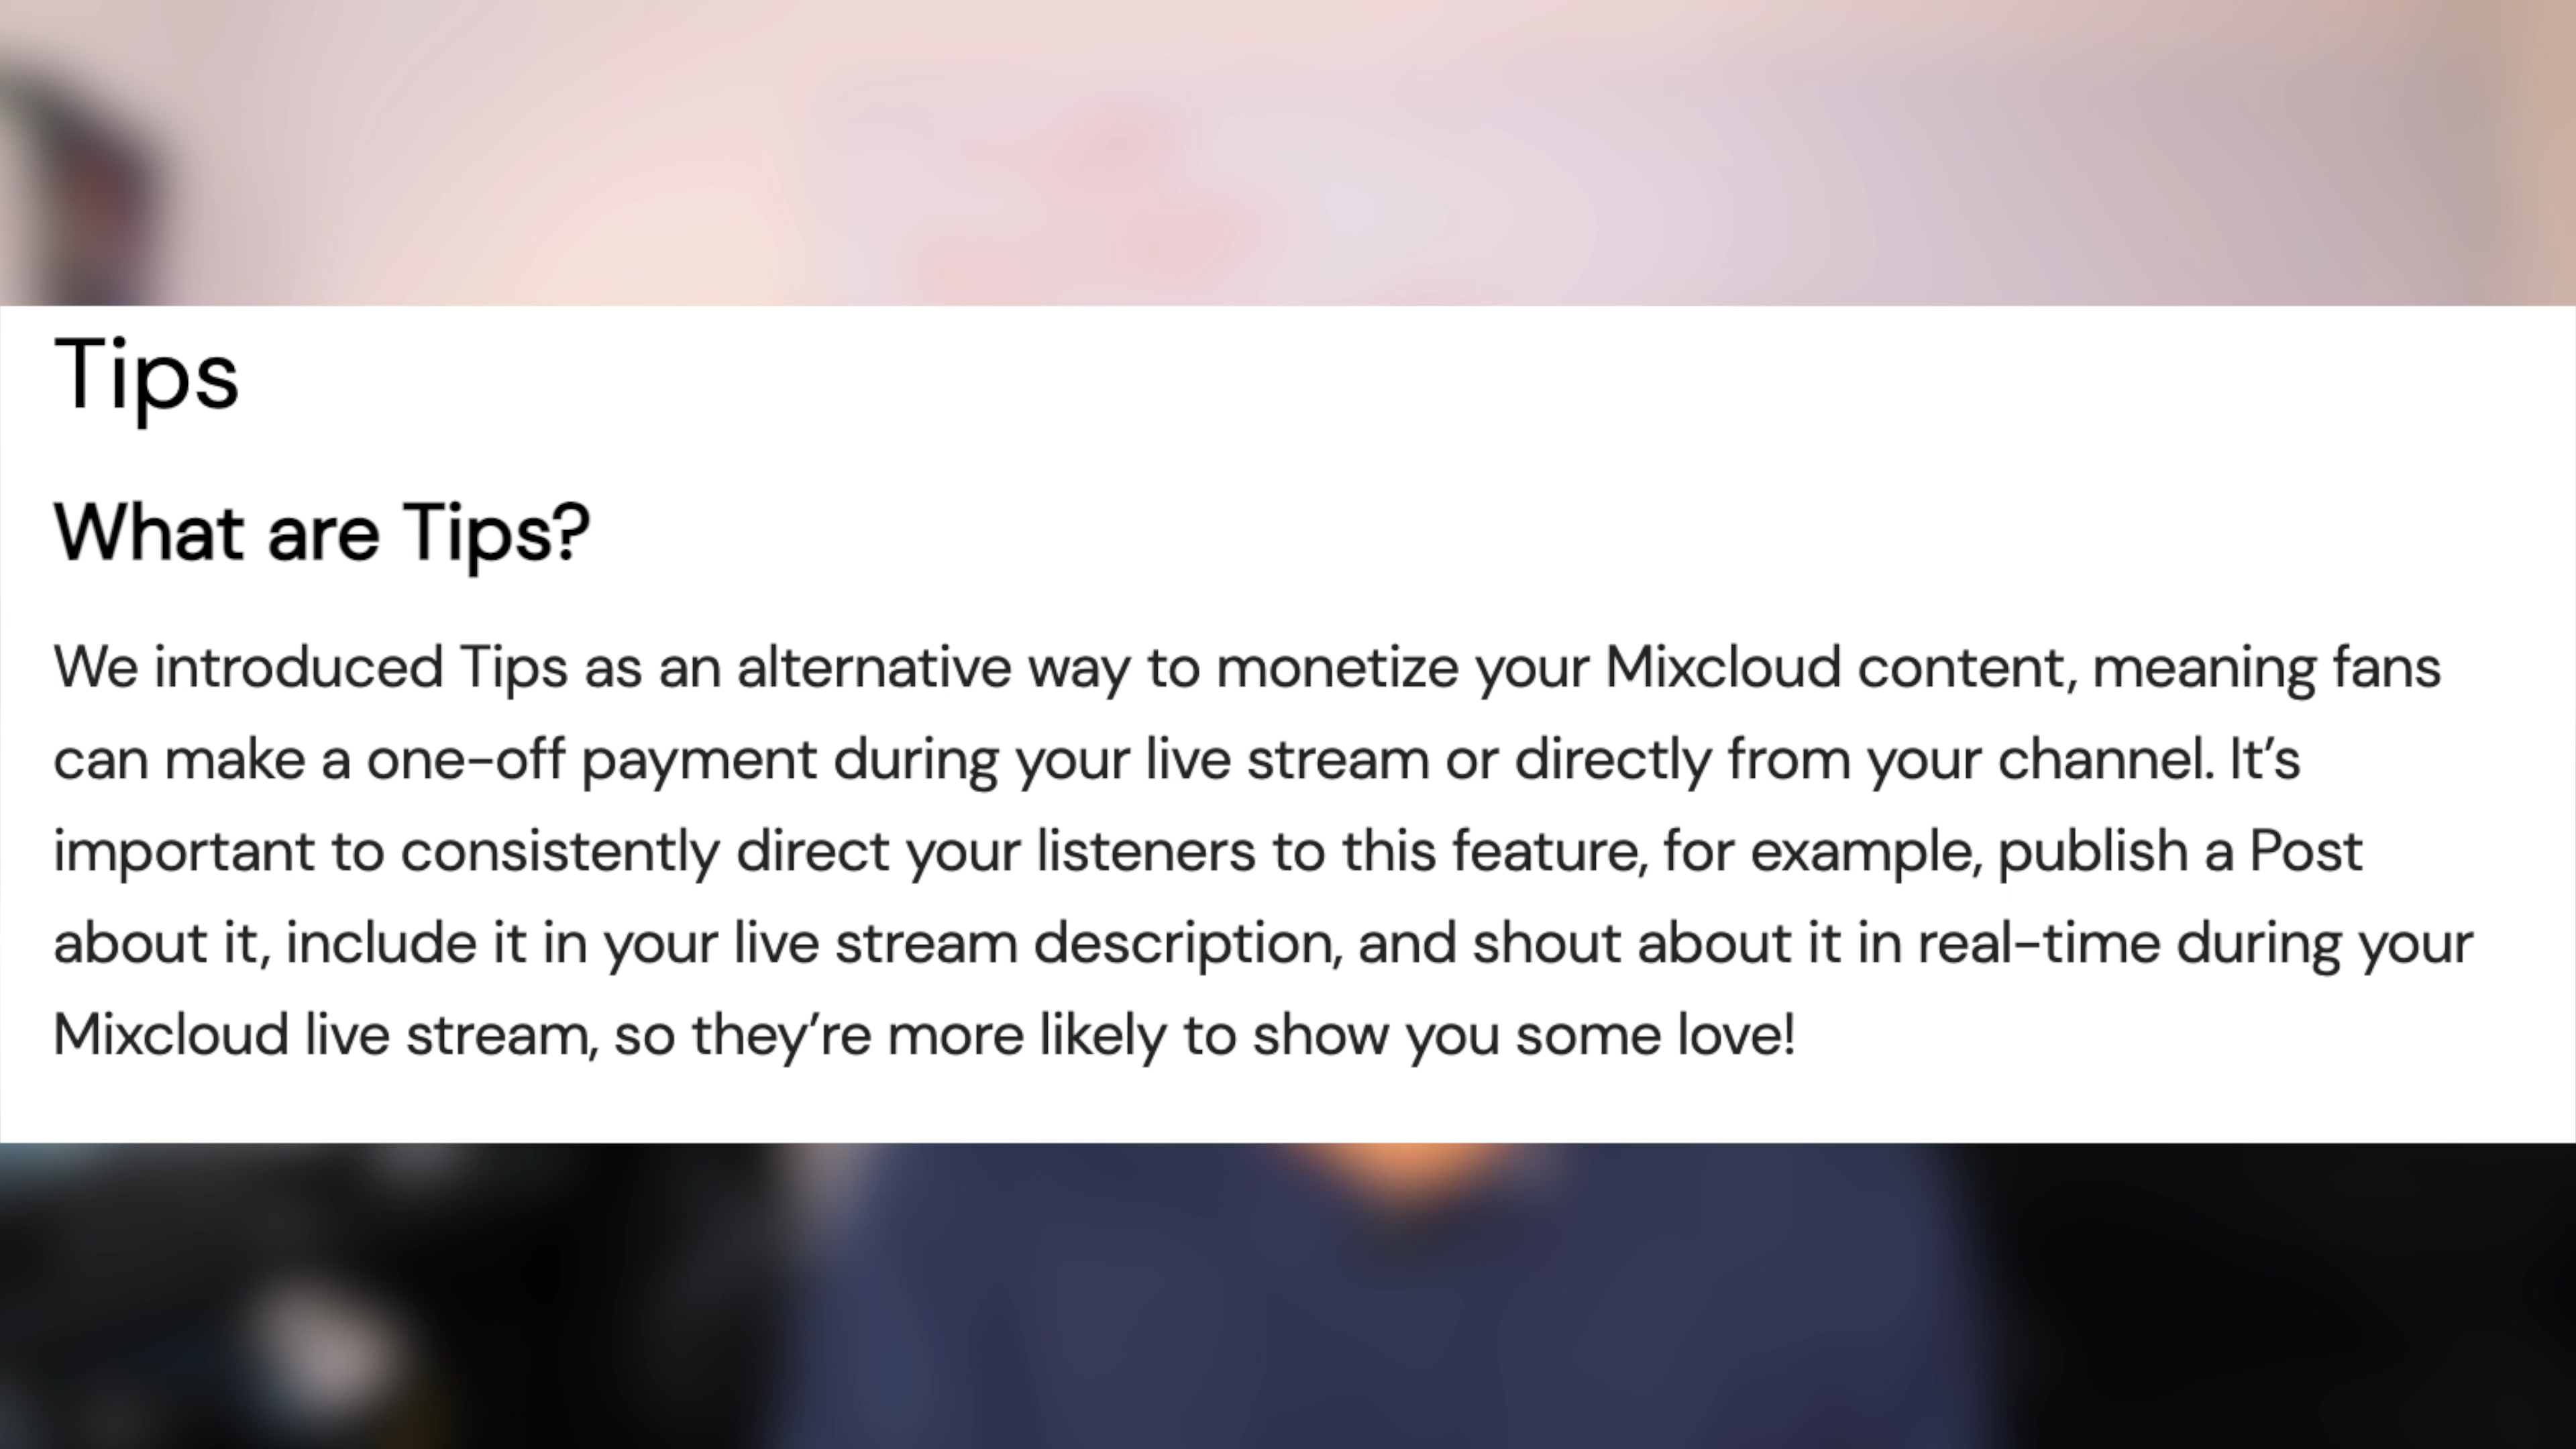 Tips
What are Tips?
We introduced Tips as an alternative way to monetize your Mixcloud content, meaning fans
can make a one-off payment during your live stream or directly from your channel. It’s
important to consistently direct your listeners to this feature, for example, publish a Post
about it, include it in your live stream description, and shout about it in real-time during your
Mixcloud live stream, so they’re more likely to show you some love!